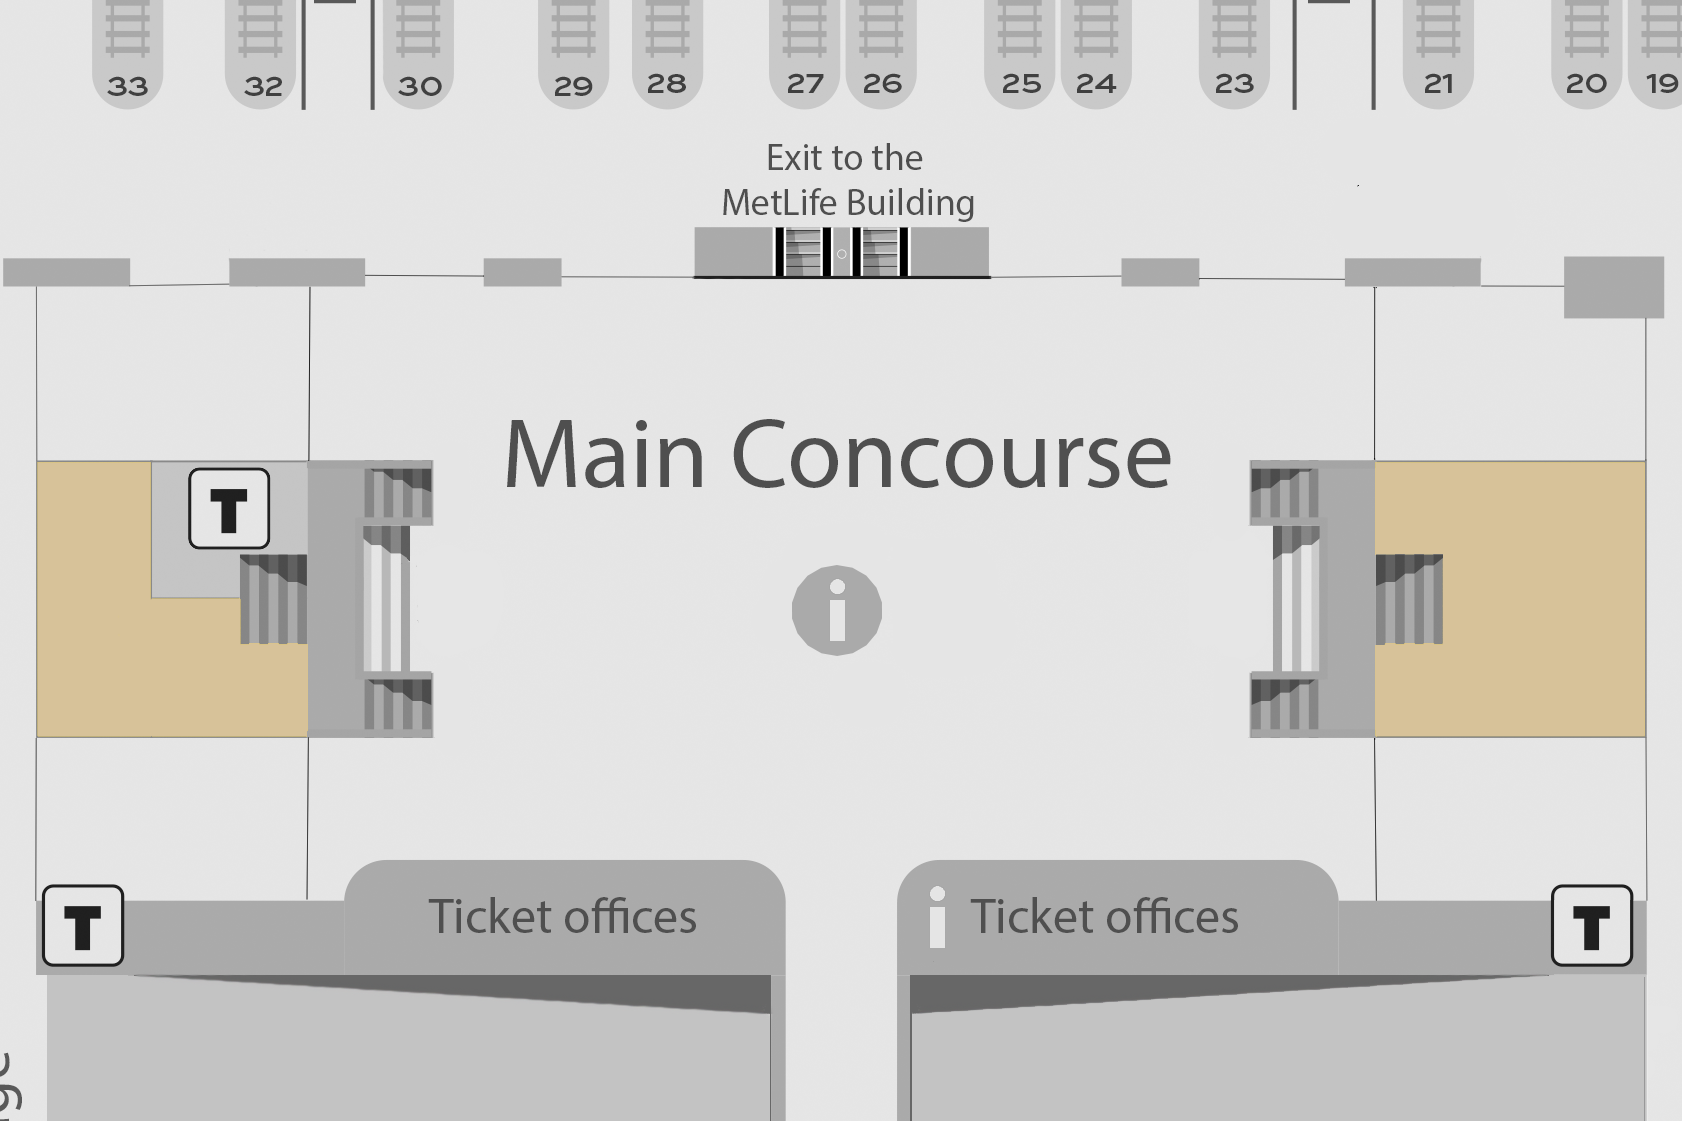 33 32 30 29 28 27 26 25 24 23 21 20 19
Exit to the
MetLife Building
Main Concourse
T
i
Ticket offices
i Ticket offices
T
T